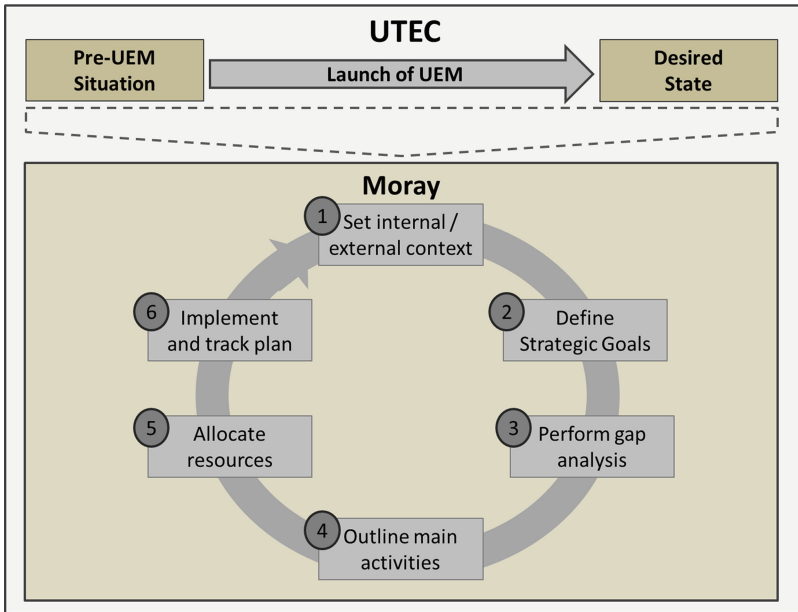 UTEC
Pre-UEM
Situation
Launch of UEM
Desired
State
Moray
1
Set internal /
external context
2
Define
Strategic Goals
3
Perform gap
analysis
4
Outline main
activities
5
Allocate
resources
6
Implement
and track plan